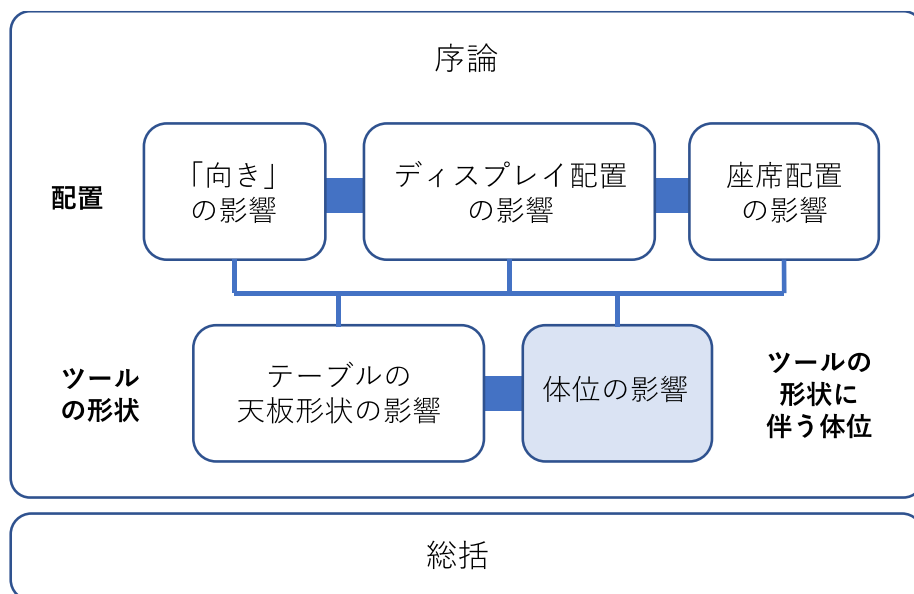 序論
配置
「向き」
の影響
ディスプレイ配置
の影響
座席配置
の影響
ツール
の形状
テーブルの
天板形状の影響
体位の影響
ツールの
形状に
伴う体位
総括